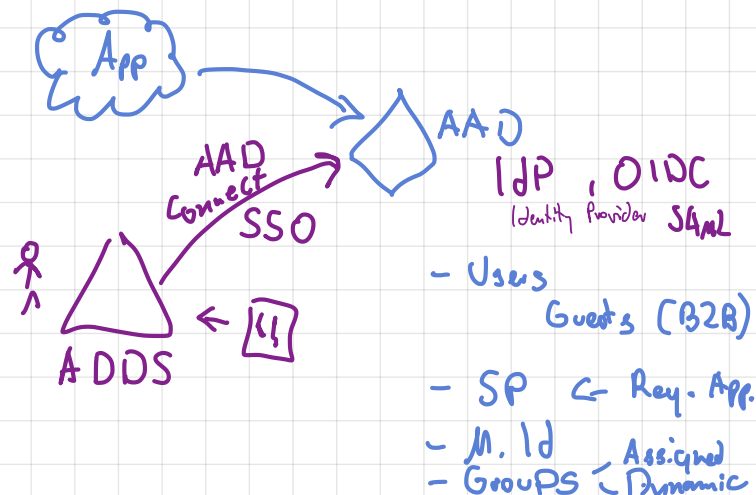 App
AAD
AAD
Connect
SSO
IdP, OIDC
Identity Provider SAML
ADDS
- Users
Guests (B2B)
- SP ← Reg. App.
- M. Id
- Groups - Assigned
- Dynamic